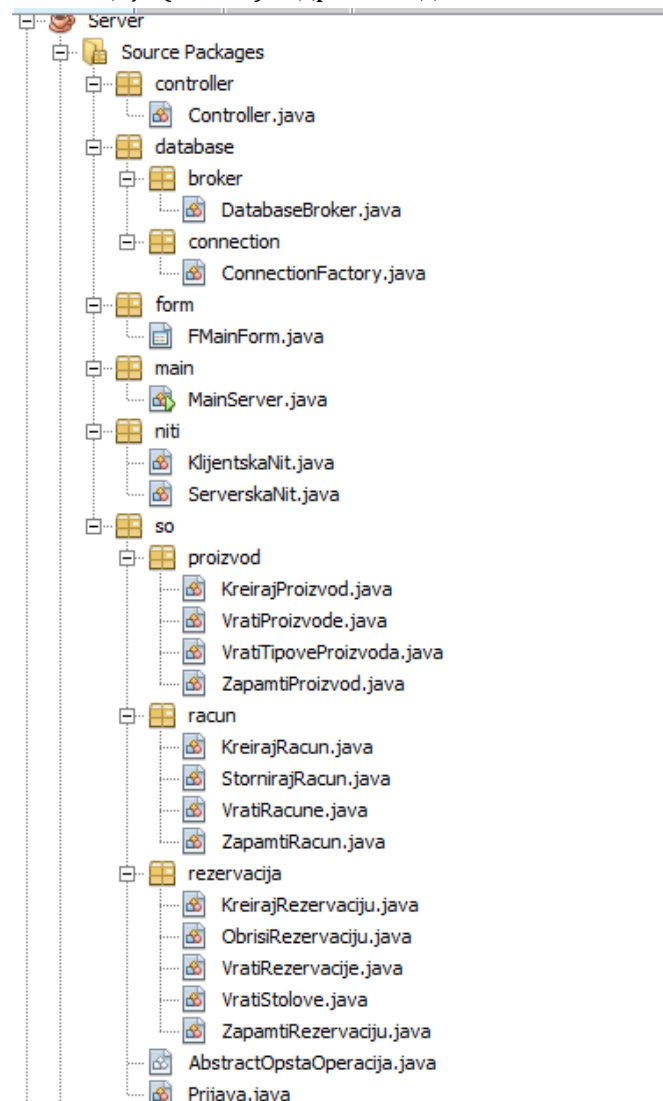 Server
Source Packages
controller
Controller.java
database
broker
DatabaseBroker.java
connection
ConnectionFactory.java
form
FMainForm.java
main
MainServer.java
niti
KlijentskaNit.java
ServerskaNit.java
so
proizvod
KreirajProizvod.java
VratiProizvode.java
VratiTipoveProizvoda.java
ZapamtiProizvod.java
racun
KreirajRacun.java
StornirajRacun.java
VratiRacune.java
ZapamtiRacun.java
rezervacija
KreirajRezervaciju.java
ObrisiRezervaciju.java
VratiRezervacije.java
VratiStolove.java
ZapamtiRezervaciju.java
AbstractOpstaOperacija.java
Prijava.java